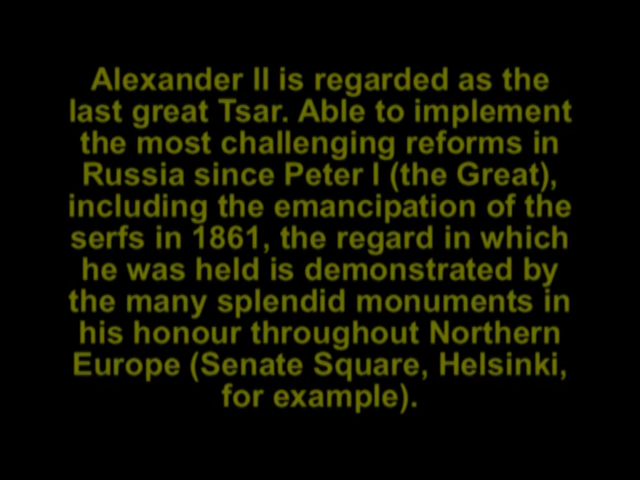 Alexander II is regarded as the
last great Tsar. Able to implement
the most challenging reforms in
Russia since Peter I (the Great),
including the emancipation of the
serfs in 1861, the regard in which
he was held is demonstrated by
the many splendid monuments in
his honour throughout Northern
Europe (Senate Square, Helsinki,
for example).